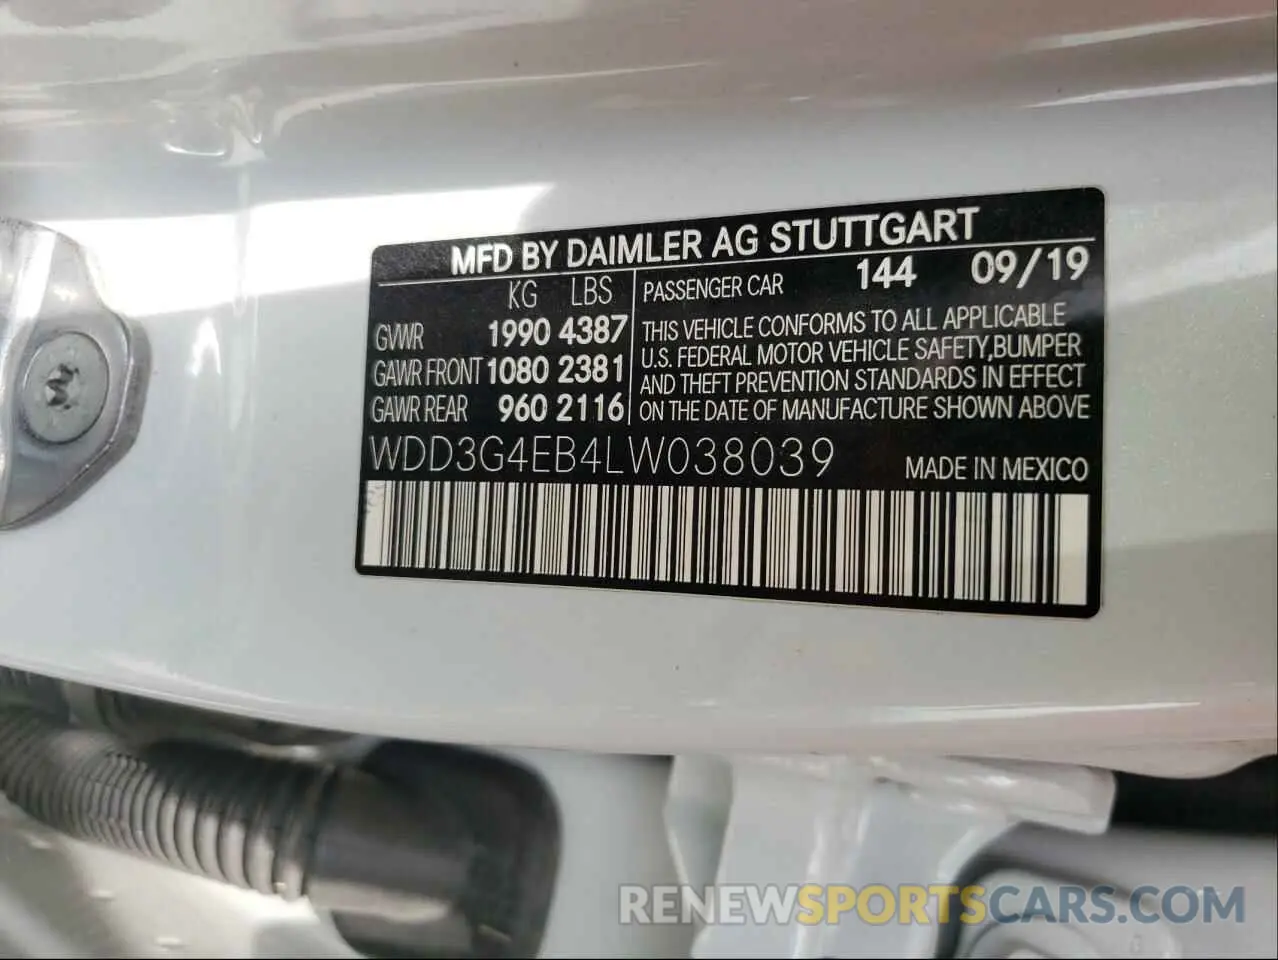 MFD BY DAIMLER AG STUTTGART
KG LBS
GVWR 1990 4387
GAWR FRONT 1080 2381
GAWR REAR 960 2116
PASSENGER CAR 144 09/19
THIS VEHICLE CONFORMS TO ALL APPLICABLE
U.S. FEDERAL MOTOR VEHICLE SAFETY,BUMPER
AND THEFT PREVENTION STANDARDS IN EFFECT
ON THE DATE OF MANUFACTURE SHOWN ABOVE
WDD3G4EB4LW038039 MADE IN MEXICO
RENEWSPORTSCARS.COM